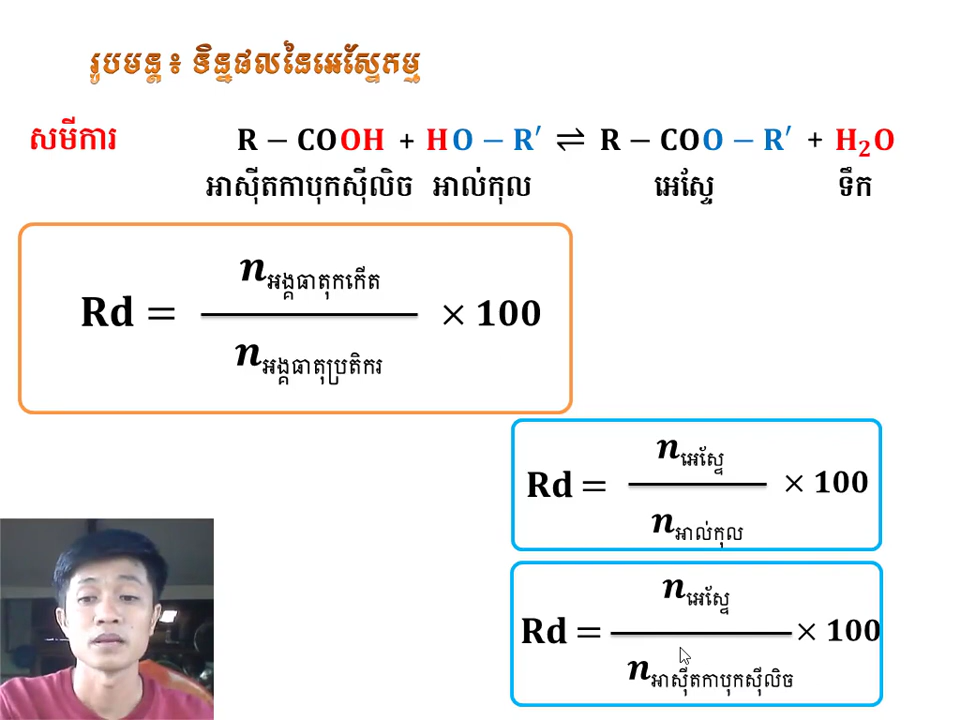 រូបមន្ត៖ ទិន្នផលនៃអេស្ទែកម្ម
សមីការ R − COOH + HO − R′ ⇌ R − COO − R′ + H₂O
អាស៊ីតកាបុកស៊ីលិច អាល់កុល អេស្ទែ ទឹក
n អង្គធាតុកកើត
Rd = × 100
n អង្គធាតុប្រតិករ
n អេស្ទែ
Rd = × 100
n អាល់កុល
n អេស្ទែ
Rd = × 100
n អាស៊ីតកាបុកស៊ីលិច